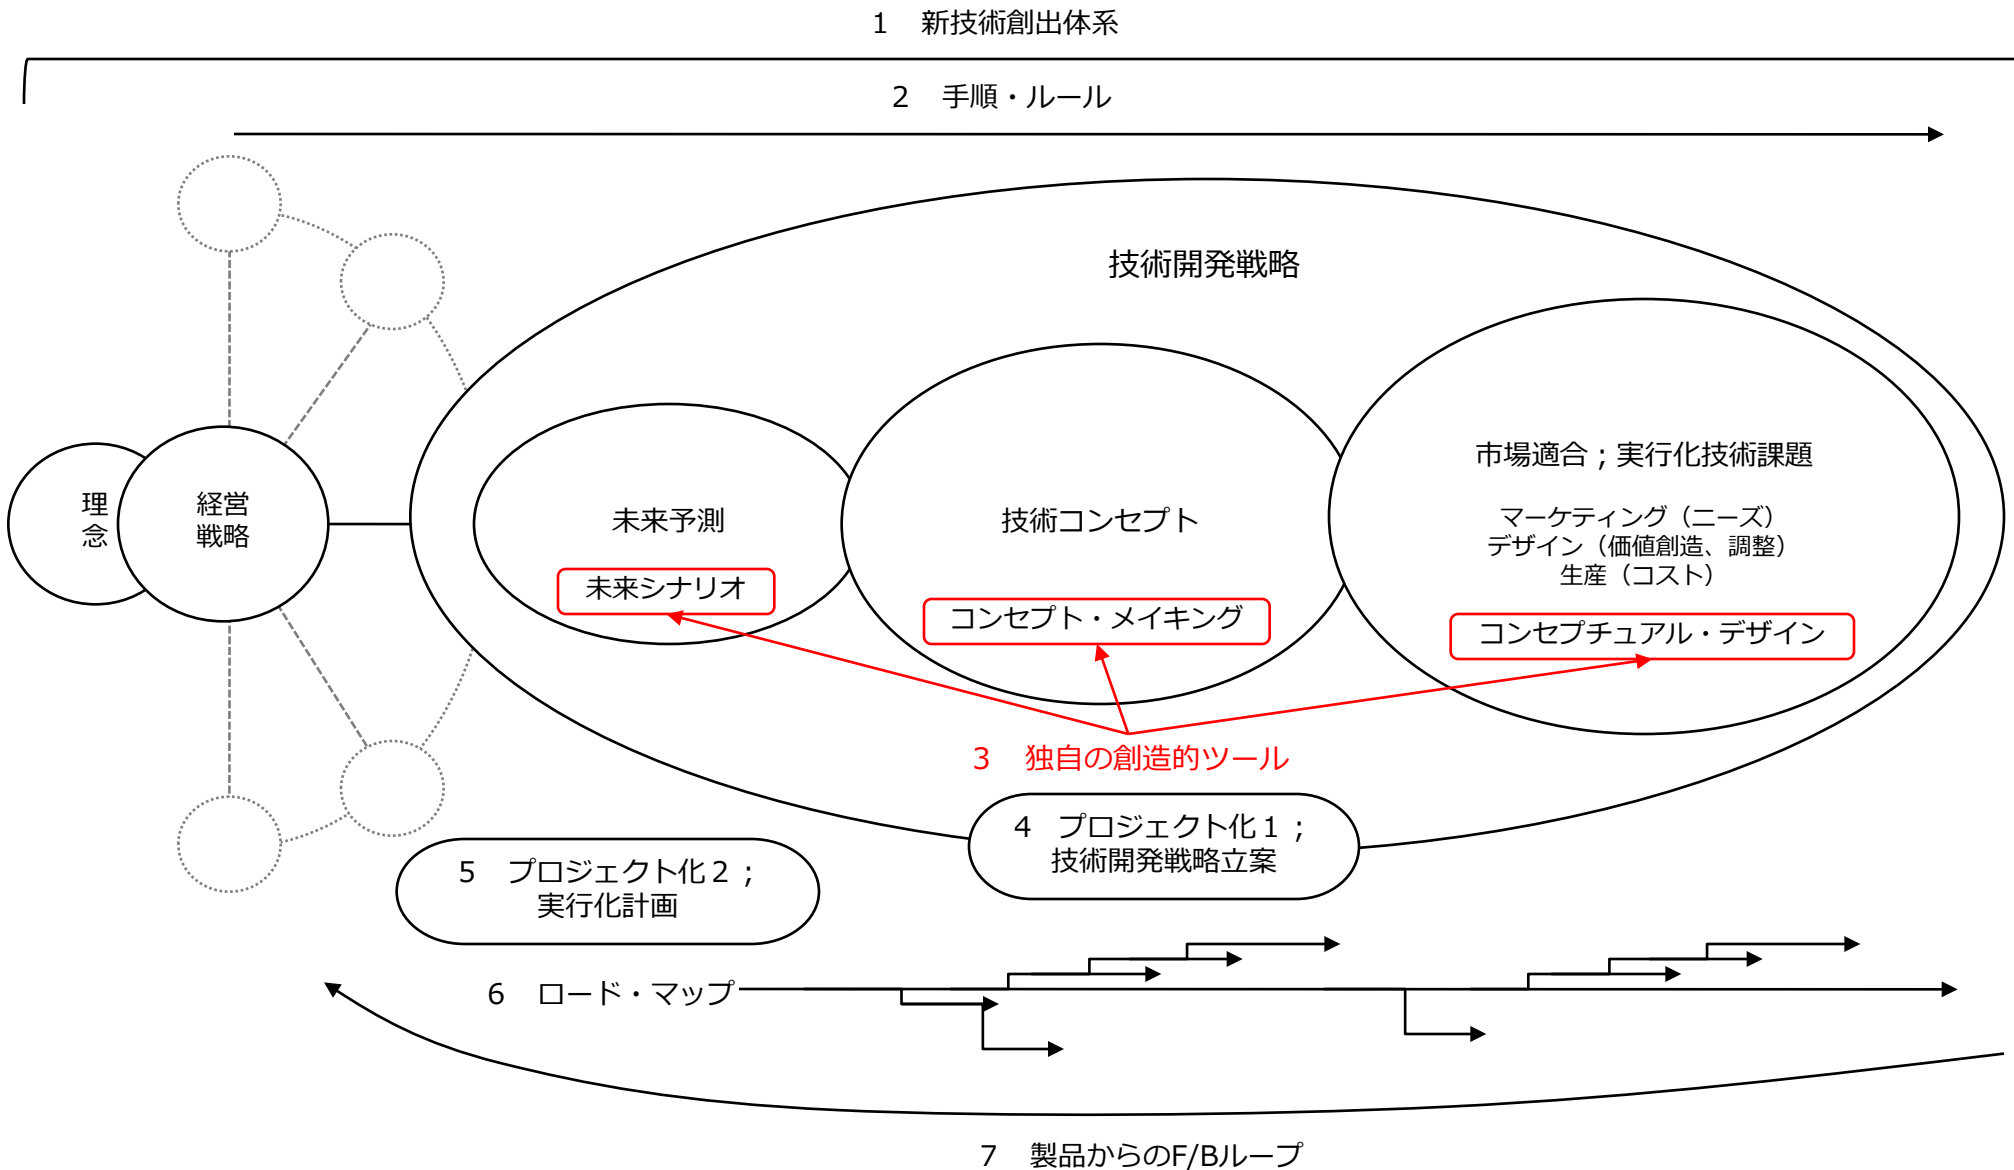 1　新技術創出体系
2　手順・ルール
技術開発戦略
理
念
経営
戦略
未来予測
未来シナリオ
技術コンセプト
コンセプト・メイキング
市場適合；実行化技術課題
マーケティング（ニーズ）
デザイン（価値創造、調整）
生産（コスト）
コンセプチュアル・デザイン
3　独自の創造的ツール
4　プロジェクト化１；
技術開発戦略立案
5　プロジェクト化２；
実行化計画
6　ロード・マップ
7　製品からのF/Bループ